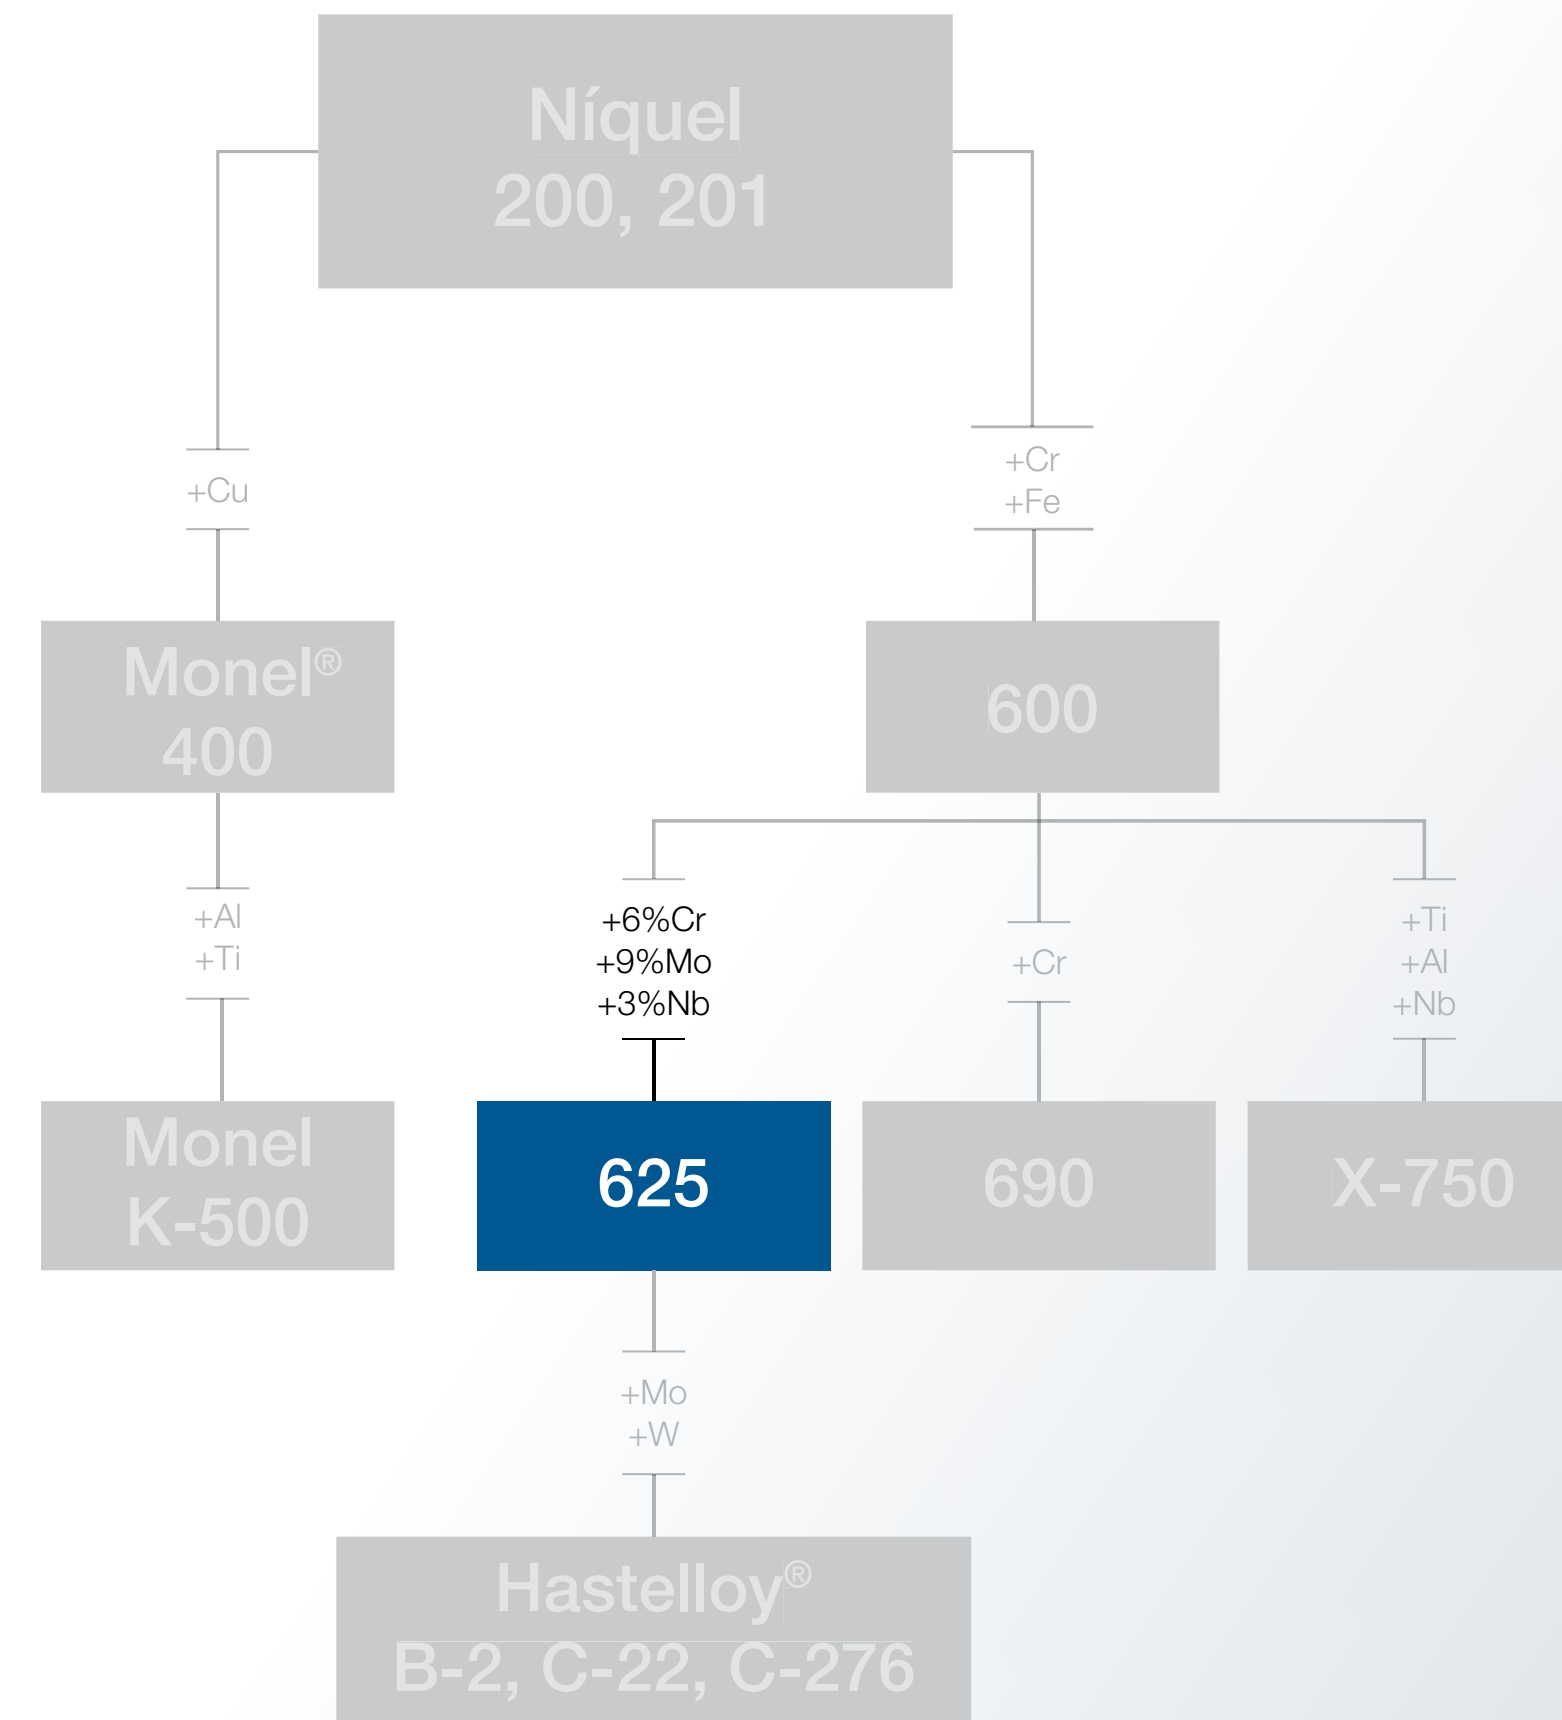 Níquel
200, 201
+Cu
+Cr
+Fe
Monel®
400
600
+Al
+Ti
+6%Cr
+9%Mo
+3%Nb
+Cr
+Ti
+Al
+Nb
Monel
K-500
625
690
X-750
+Mo
+W
Hastelloy®
B-2, C-22, C-276